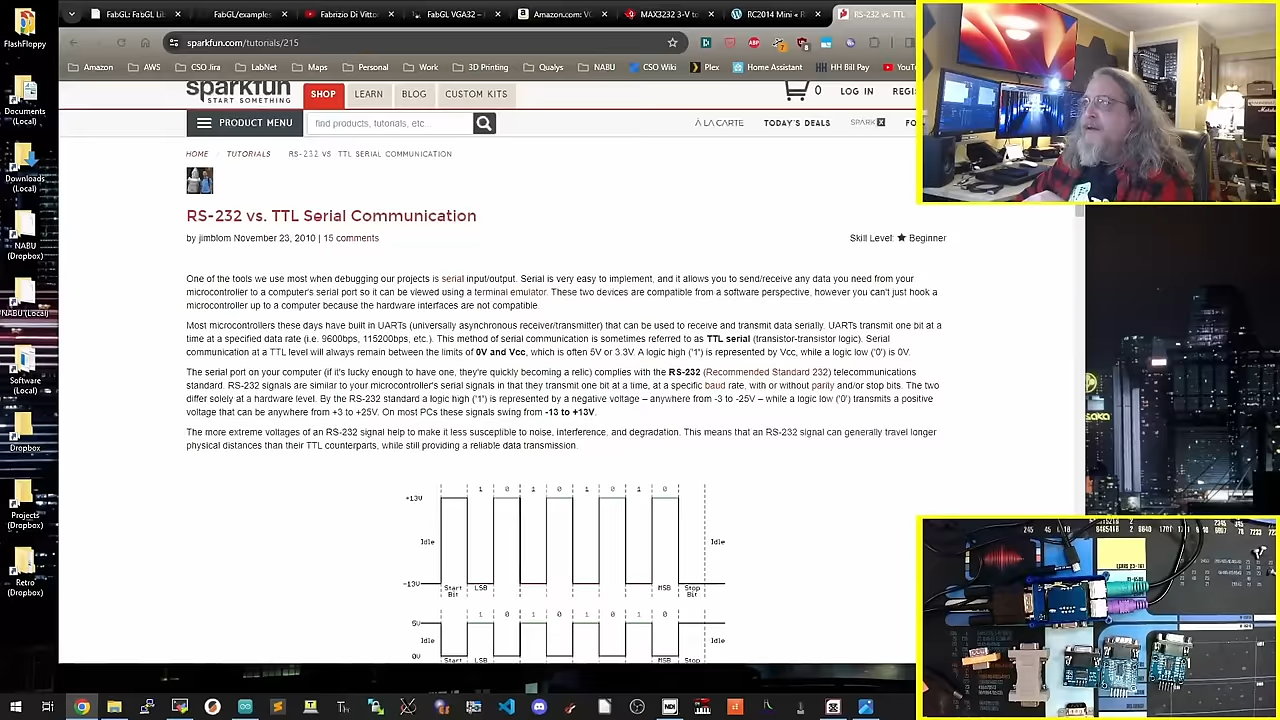 FabGL: FabGL Lib
FabGL/examples
Fabrizio Di Vitto
FabGL VGA32 –
Amazon.com: VC
MAX3232 3-V to
RC2014 Mini «
RS-232 vs. TTL
sparkfun.com/tutorials/215
Amazon
AWS
CSO Jira
LabNet
Maps
Personal
Work
3D Printing
Qualys
NABU
CSO Wiki
Plex
Home Assistant
HH Bill Pay
sparkfun
START SOMETHING
SHOP
LEARN
BLOG
CUSTOM KITS
0
LOG IN
PRODUCT MENU
find products, tutorials, etc...
À LA CARTE
TODAY'S DEALS
SPARK X
HOME / TUTORIALS / RS-232 VS. TTL SERIAL COMMUNICATION
RS-232 vs. TTL Serial Communication
by jimblom November 23, 2010 | 15 comments
Skill Level: ★ Beginner
One of the tools we use most when debugging our projects is serial input/output. Serial is very easy to implement, and it allows you to send/receive any data you need from your
microcontroller to a computer's serial port so it can be viewed using a terminal emulator. These two devices are compatible from a software perspective, however you can't just hook a
microcontroller up to a computer because the hardware interfaces are not compatible.
Most microcontrollers these days have built in UARTs (universally asynchronous receiver/transmitter) that can be used to receive and transmit data serially. UARTs transmit one bit at a
time at a specified data rate (i.e. 9600bps, 115200bps, etc.). This method of serial communication is sometimes referred to as TTL serial (transistor-transistor logic). Serial
communication at a TTL level will always remain between the limits of 0V and Vcc, which is often 5V or 3.3V. A logic high ('1') is represented by Vcc, while a logic low ('0') is 0V.
The serial port on your computer (if it's lucky enough to have one, they're quickly becoming a relic) complies with the RS-232 (Recommended Standard 232) telecommunications
standard. RS-232 signals are similar to your microcontroller's serial signals in that they transmit one bit at a time, at a specific baud rate, with or without parity and/or stop bits. The two
differ solely at a hardware level. By the RS-232 standard a logic high ('1') is represented by a negative voltage – anywhere from -3 to -25V – while a logic low ('0') transmits a positive
voltage that can be anywhere from +3 to +25V. On most PCs these signals swing from -13 to +13V.
The more extreme voltages of an RS-232 signal help to make it less susceptible to noise, interference, and degradation. This means that an RS-232 signal can generally travel longer
physical distances than their TTL counterparts, while still providing a reliable data transmission.
1 0 1 0 1 0 1 0
+13V
Idle
Idle
-13V
Start Bit
LSB
MSB
Stop Bit
1 0 1 0 1 0 1 0
5V
Idle
Idle
0V
Start
LSB
MSB
Stop
FlashFloppy
Documents
(Local)
Downloads
(Local)
NABU
(Dropbox)
NABU (Local)
Software
(Local)
Dropbox
Projects
(Dropbox)
Retro
(Dropbox)